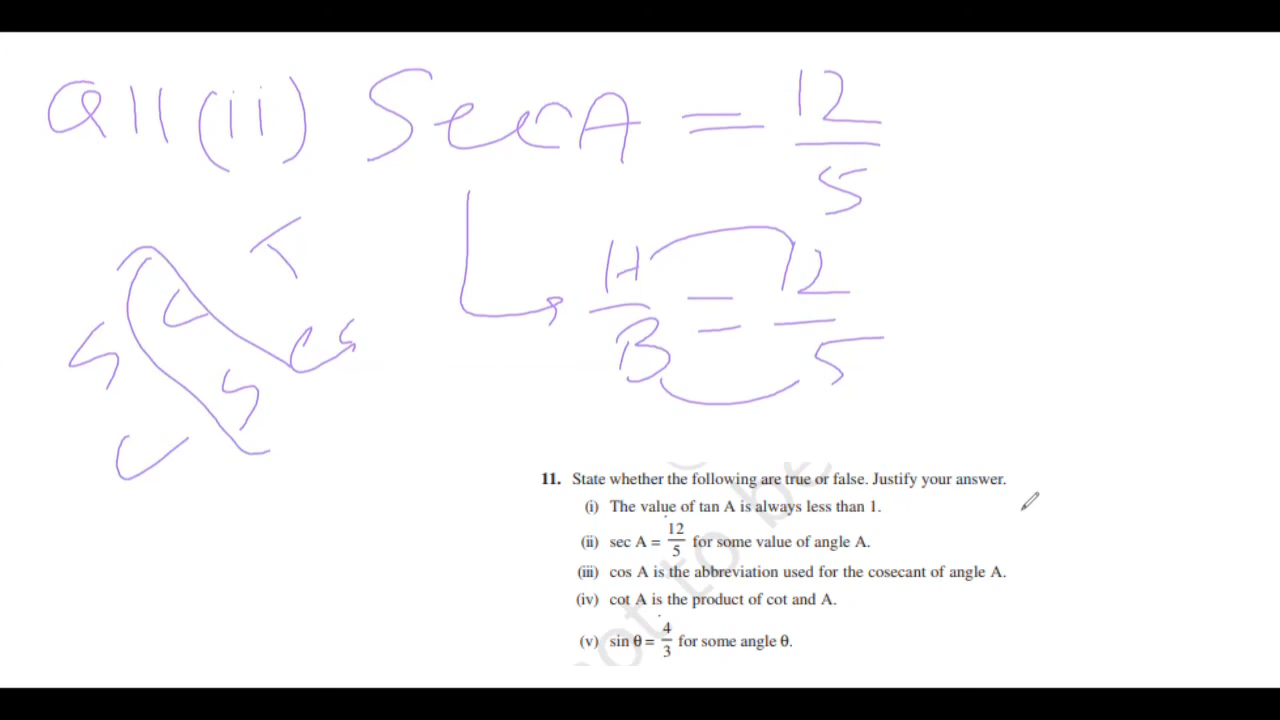 Q11 (ii) Sec A = 12/5
H/B = 12/5
T
C
S
S
C
11. State whether the following are true or false. Justify your answer.
(i) The value of tan A is always less than 1.
(ii) sec A = 12/5 for some value of angle A.
(iii) cos A is the abbreviation used for the cosecant of angle A.
(iv) cot A is the product of cot and A.
(v) sin θ = 4/3 for some angle θ.